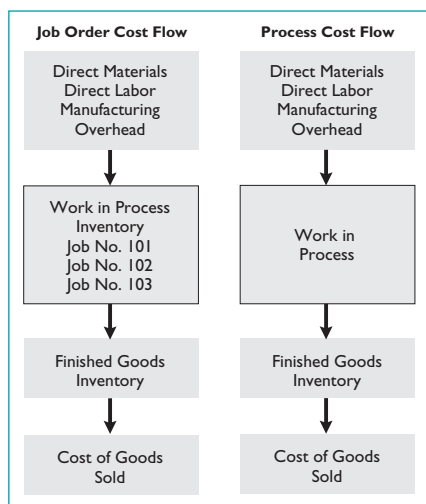 Job Order Cost Flow
Direct Materials
Direct Labor
Manufacturing
Overhead
Work in Process
Inventory
Job No. 101
Job No. 102
Job No. 103
Finished Goods
Inventory
Cost of Goods
Sold
Process Cost Flow
Direct Materials
Direct Labor
Manufacturing
Overhead
Work in
Process
Finished Goods
Inventory
Cost of Goods
Sold